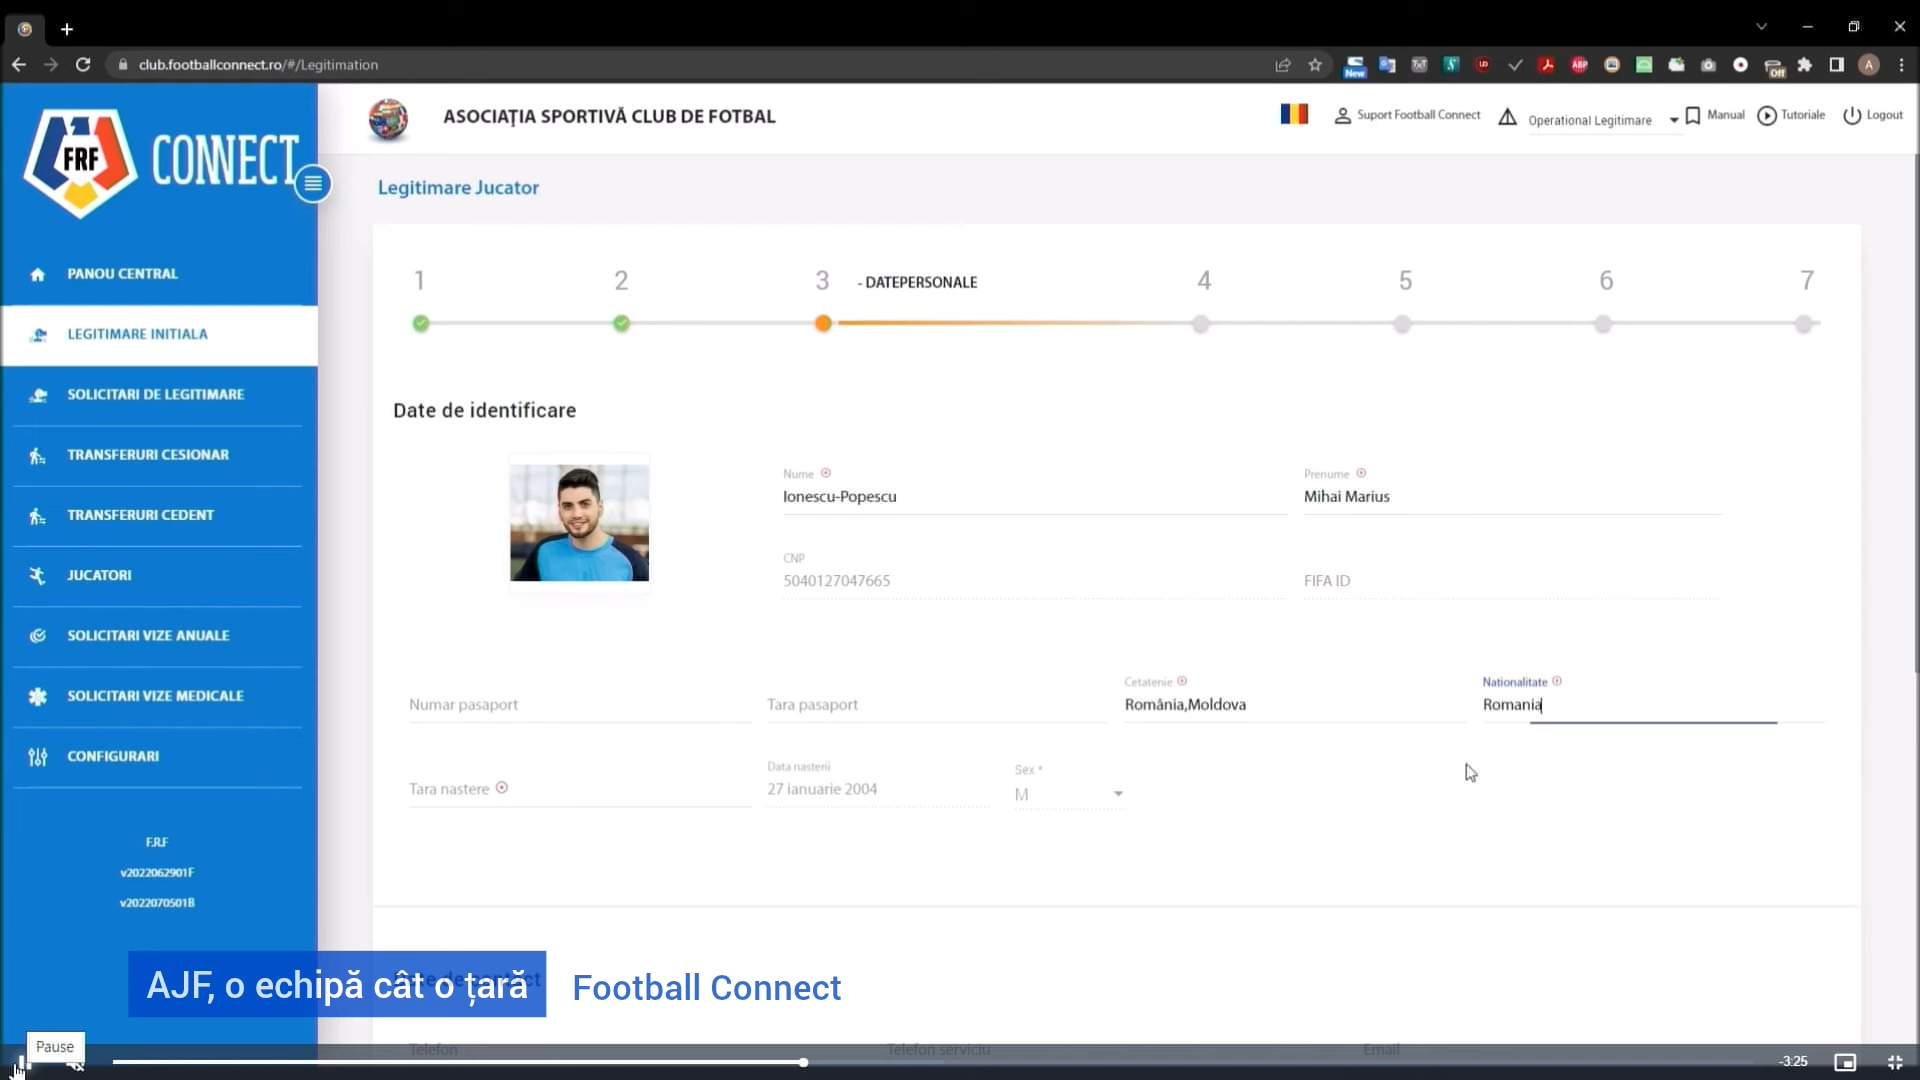 club.footballconnect.ro/#/Legitimation
New
Off
A
FRF CONNECT
ASOCIAȚIA SPORTIVĂ CLUB DE FOTBAL
Suport Football Connect
Operational Legitimare
Manual
Tutoriale
Logout
Legitimare Jucator
PANOU CENTRAL
LEGITIMARE INITIALA
SOLICITARI DE LEGITIMARE
TRANSFERURI CESIONAR
TRANSFERURI CEDENT
JUCATORI
SOLICITARI VIZE ANUALE
SOLICITARI VIZE MEDICALE
CONFIGURARI
F.R.F
v2022062901F
v2022070501B
1 2 3 - DATEPERSONALE 4 5 6 7
Date de identificare
Nume
Ionescu-Popescu
Prenume
Mihai Marius
CNP
5040127047665
FIFA ID
Numar pasaport
Tara pasaport
Cetatenie
România,Moldova
Nationalitate
Romania
Tara nastere
Data nasterii
27 ianuarie 2004
Sex *
M
AJF, o echipă cât o țară
Football Connect
Telefon
Telefon serviciu
Email
Pause
-3:25